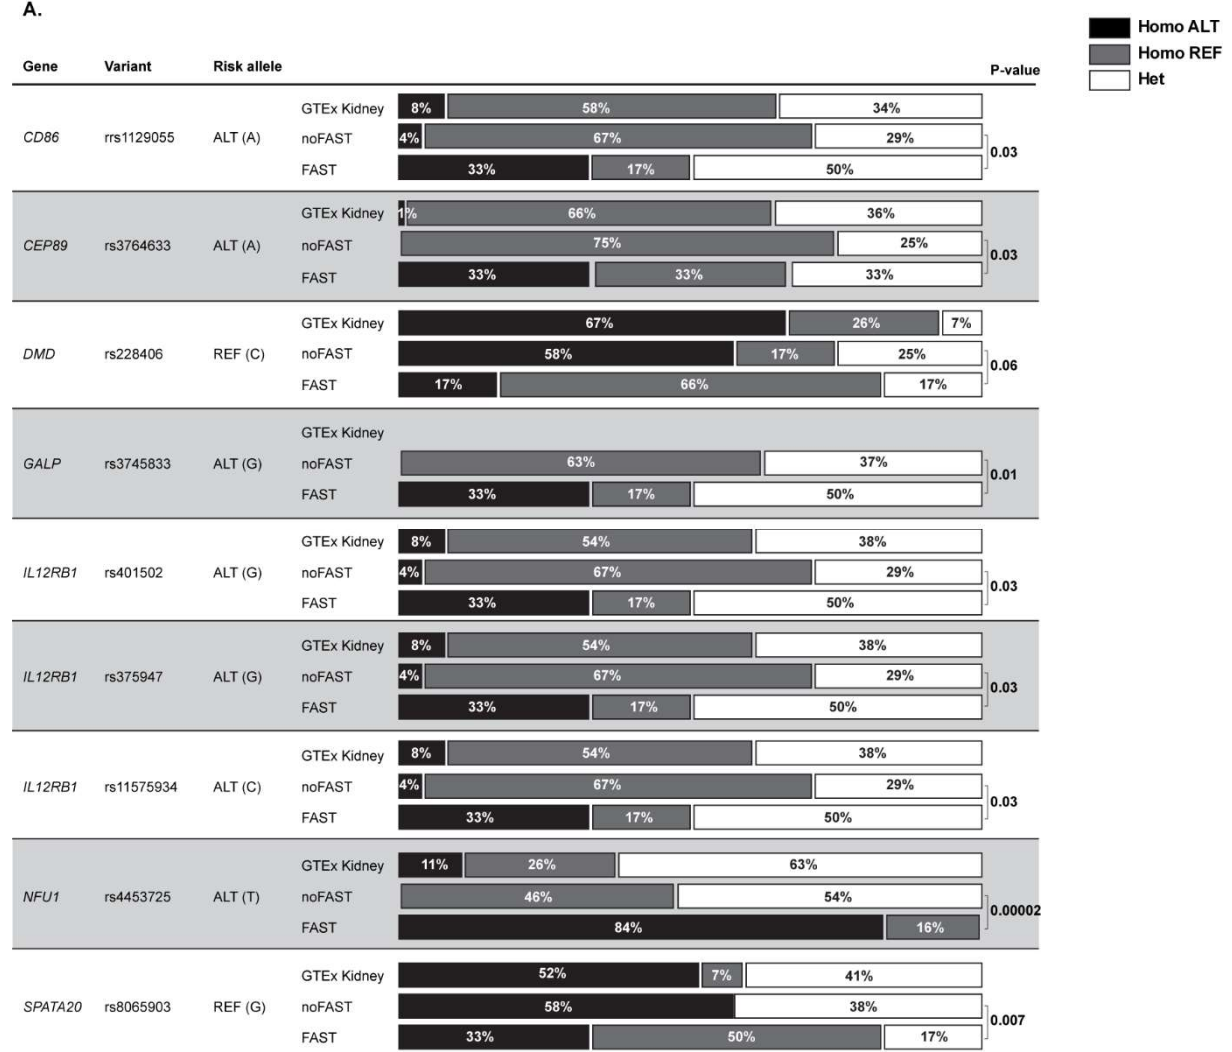 A.
Homo ALT
Homo REF
Het
Gene Variant Risk allele P-value
GTEx Kidney 8% 58% 34%
CD86 rrs1129055 ALT (A) noFAST 4% 67% 29% 0.03
FAST 33% 17% 50%
GTEx Kidney 1% 66% 36%
CEP89 rs3764633 ALT (A) noFAST 75% 25% 0.03
FAST 33% 33% 33%
GTEx Kidney 67% 26% 7%
DMD rs228406 REF (C) noFAST 58% 17% 25% 0.06
FAST 17% 66% 17%
GTEx Kidney
GALP rs3745833 ALT (G) noFAST 63% 37% 0.01
FAST 33% 17% 50%
GTEx Kidney 8% 54% 38%
IL12RB1 rs401502 ALT (G) noFAST 4% 67% 29% 0.03
FAST 33% 17% 50%
GTEx Kidney 8% 54% 38%
IL12RB1 rs375947 ALT (G) noFAST 4% 67% 29% 0.03
FAST 33% 17% 50%
GTEx Kidney 8% 54% 38%
IL12RB1 rs11575934 ALT (C) noFAST 4% 67% 29% 0.03
FAST 33% 17% 50%
GTEx Kidney 11% 26% 63%
NFU1 rs4453725 ALT (T) noFAST 46% 54% 0.00002
FAST 84% 16%
GTEx Kidney 52% 7% 41%
SPATA20 rs8065903 REF (G) noFAST 58% 38% 0.007
FAST 33% 50% 17%